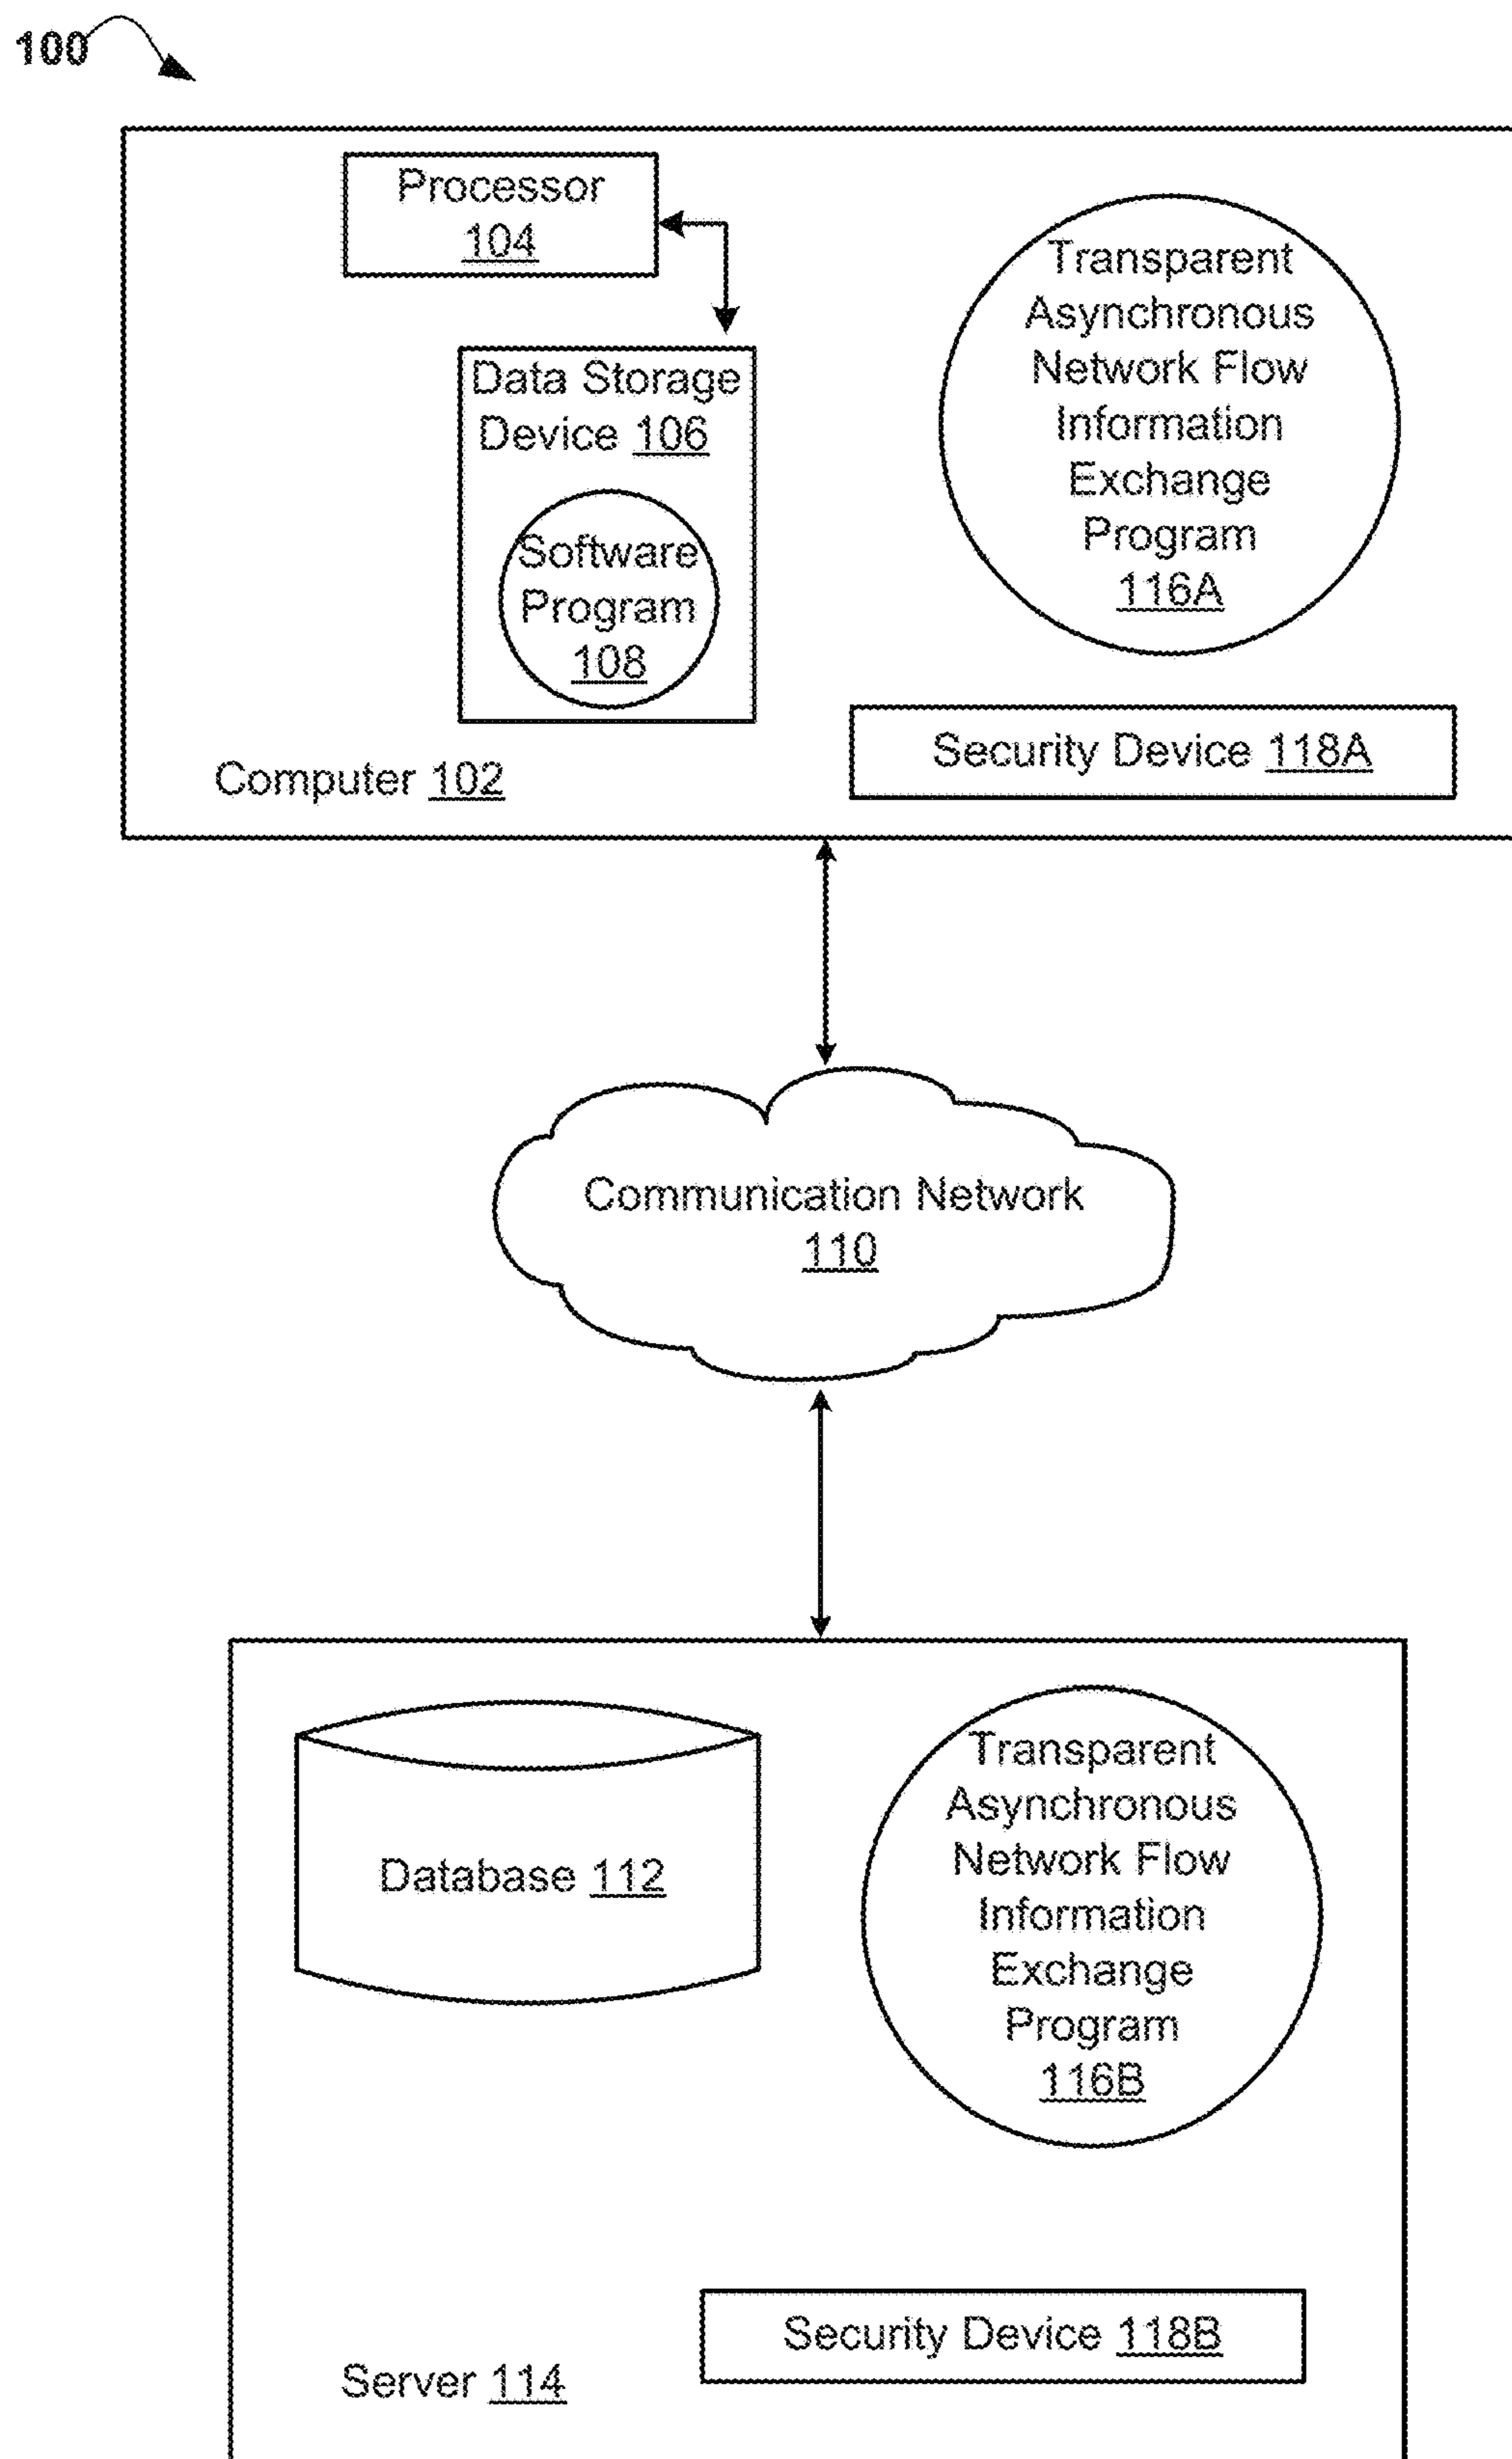 100
Processor
104
Data Storage
Device 106
Software
Program
108
Computer 102
Transparent
Asynchronous
Network Flow
Information
Exchange
Program
116A
Security Device 118A
Communication Network
110
Database 112
Transparent
Asynchronous
Network Flow
Information
Exchange
Program
116B
Security Device 118B
Server 114